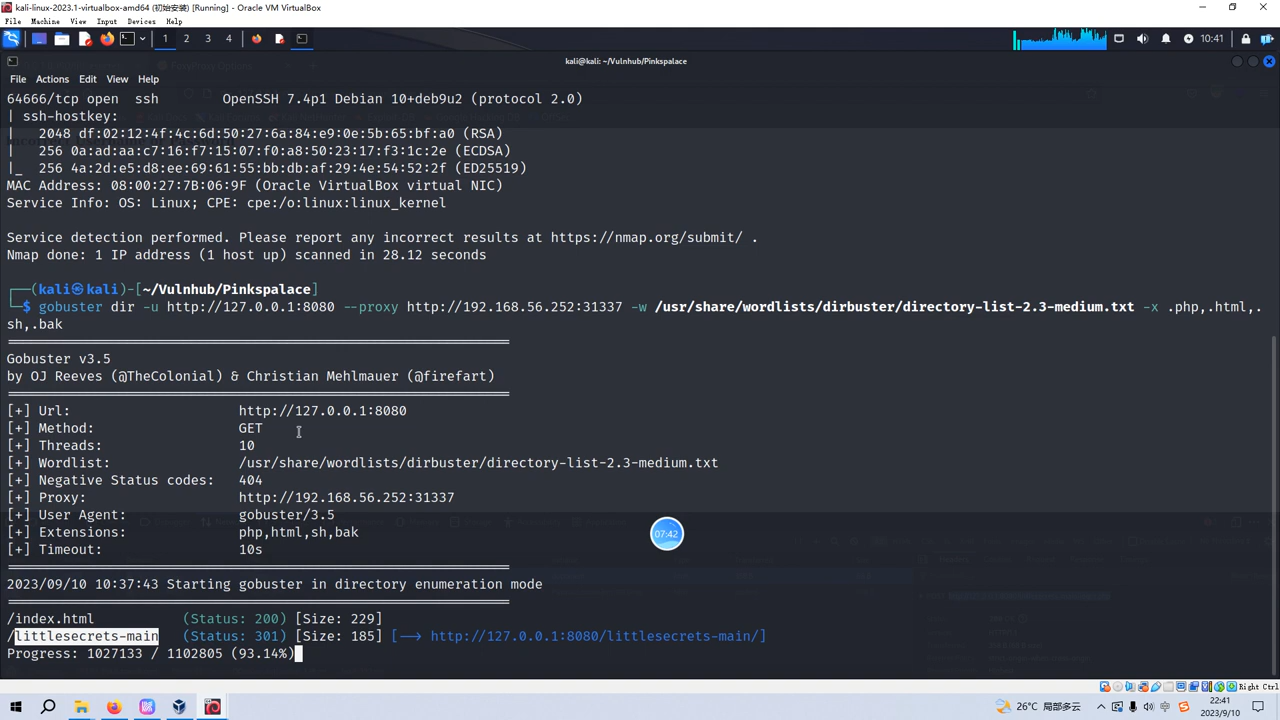 kali-linux-2023.1-virtualbox-amd64 (初始安装) [Running] - Oracle VM VirtualBox
File Machine View Input Devices Help
1 2 3 4
10:41
kali@kali: ~/Vulnhub/Pinkspalace
File Actions Edit View Help
64666/tcp open ssh OpenSSH 7.4p1 Debian 10+deb9u2 (protocol 2.0)
| ssh-hostkey:
| 2048 df:02:12:4f:4c:6d:50:27:6a:84:e9:0e:5b:65:bf:a0 (RSA)
| 256 0a:ad:aa:c7:16:f7:15:07:f0:a8:50:23:17:f3:1c:2e (ECDSA)
|_ 256 4a:2d:e5:d8:ee:69:61:55:bb:db:af:29:4e:54:52:2f (ED25519)
MAC Address: 08:00:27:7B:06:9F (Oracle VirtualBox virtual NIC)
Service Info: OS: Linux; CPE: cpe:/o:linux:linux_kernel
Service detection performed. Please report any incorrect results at https://nmap.org/submit/ .
Nmap done: 1 IP address (1 host up) scanned in 28.12 seconds
┌──(kali㉿kali)-[~/Vulnhub/Pinkspalace]
└─$ gobuster dir -u http://127.0.0.1:8080 --proxy http://192.168.56.252:31337 -w /usr/share/wordlists/dirbuster/directory-list-2.3-medium.txt -x .php,.html,.
sh,.bak
===============================================================
Gobuster v3.5
by OJ Reeves (@TheColonial) & Christian Mehlmauer (@firefart)
===============================================================
[+] Url: http://127.0.0.1:8080
[+] Method: GET
[+] Threads: 10
[+] Wordlist: /usr/share/wordlists/dirbuster/directory-list-2.3-medium.txt
[+] Negative Status codes: 404
[+] Proxy: http://192.168.56.252:31337
[+] User Agent: gobuster/3.5
[+] Extensions: php,html,sh,bak
[+] Timeout: 10s
===============================================================
2023/09/10 10:37:43 Starting gobuster in directory enumeration mode
===============================================================
/index.html (Status: 200) [Size: 229]
/littlesecrets-main (Status: 301) [Size: 185] [--> http://127.0.0.1:8080/littlesecrets-main/]
Progress: 1027133 / 1102805 (93.14%)
07:42
Right Ctrl
26°C 局部多云
中
22:41
2023/9/10